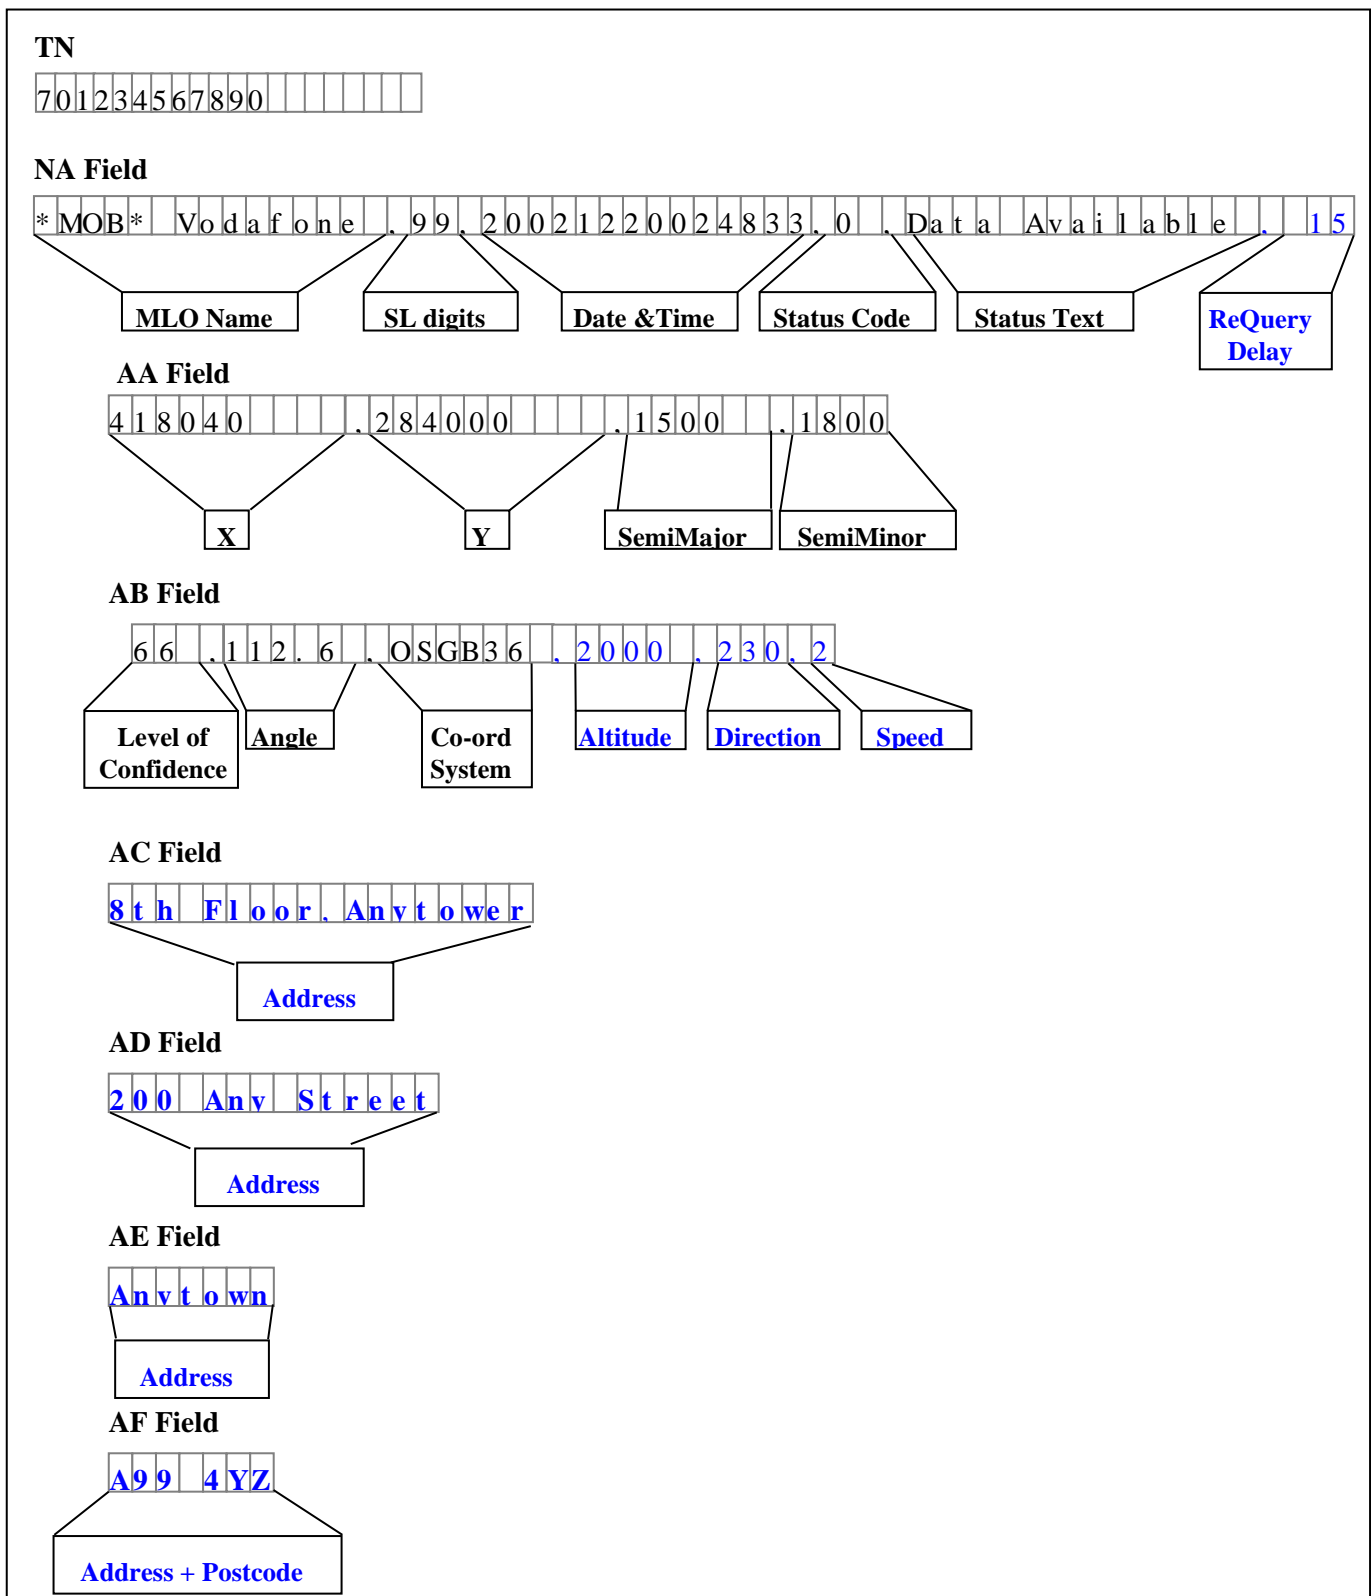 TN
701234567890
NA Field
*MOB* Vodafone ,99,20021220024833,0 ,Data Available , 15
MLO Name SL digits Date &Time Status Code Status Text ReQuery
Delay
AA Field
418040 ,284000 ,1500 ,1800
X Y SemiMajor SemiMinor
AB Field
66 ,112.6 ,OSGB36 ,2000 ,230,2
Level of Angle Co-ord Altitude Direction Speed
Confidence System
AC Field
8th Floor, Anytower
Address
AD Field
200 Any Street
Address
AE Field
Anytown
Address
AF Field
A99 4YZ
Address + Postcode